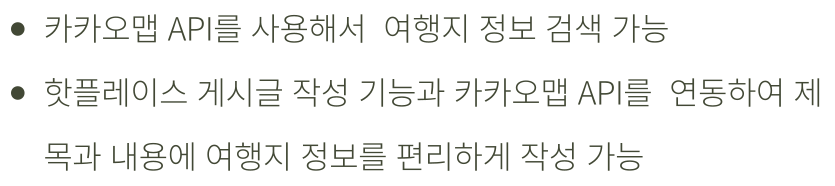 ● 카카오맵 API를 사용해서  여행지 정보 검색 가능
● 핫플레이스 게시글 작성 기능과 카카오맵 API를  연동하여 제
목과 내용에 여행지 정보를 편리하게 작성 가능